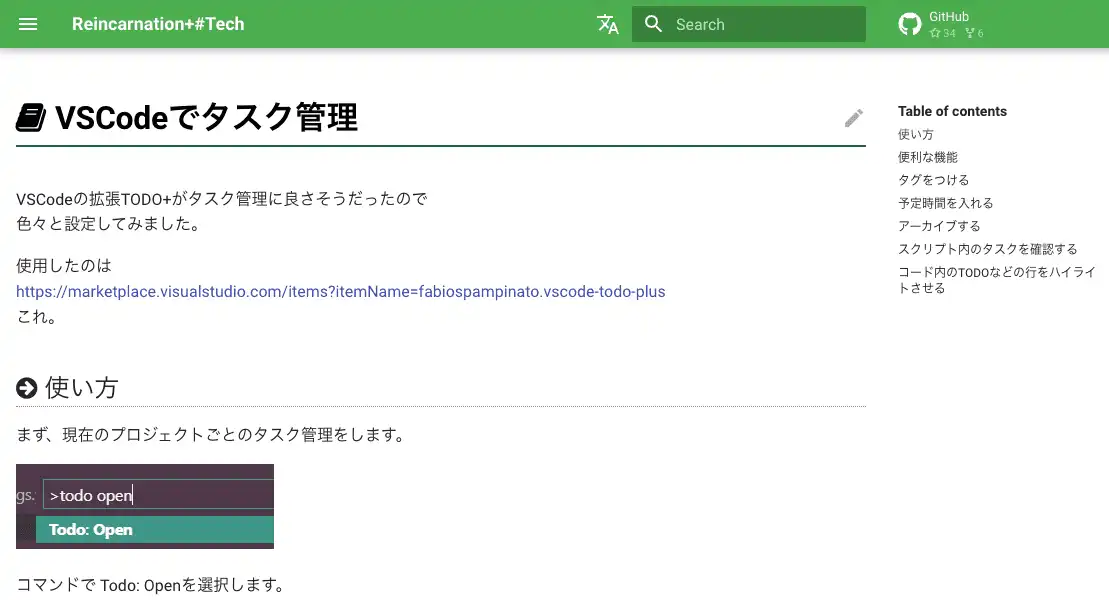 Reincarnation+#Tech
Search
GitHub
34 6
VSCodeでタスク管理
VSCodeの拡張TODO+がタスク管理に良さそうだったので
色々と設定してみました。
使用したのは
https://marketplace.visualstudio.com/items?itemName=fabiospampinato.vscode-todo-plus
これ。
使い方
まず、現在のプロジェクトごとのタスク管理をします。
gs.
>todo open
Todo: Open
コマンドで Todo: Openを選択します。
Table of contents
使い方
便利な機能
タグをつける
予定時間を入れる
アーカイブする
スクリプト内のタスクを確認する
コード内のTODOなどの行をハイライ
トさせる